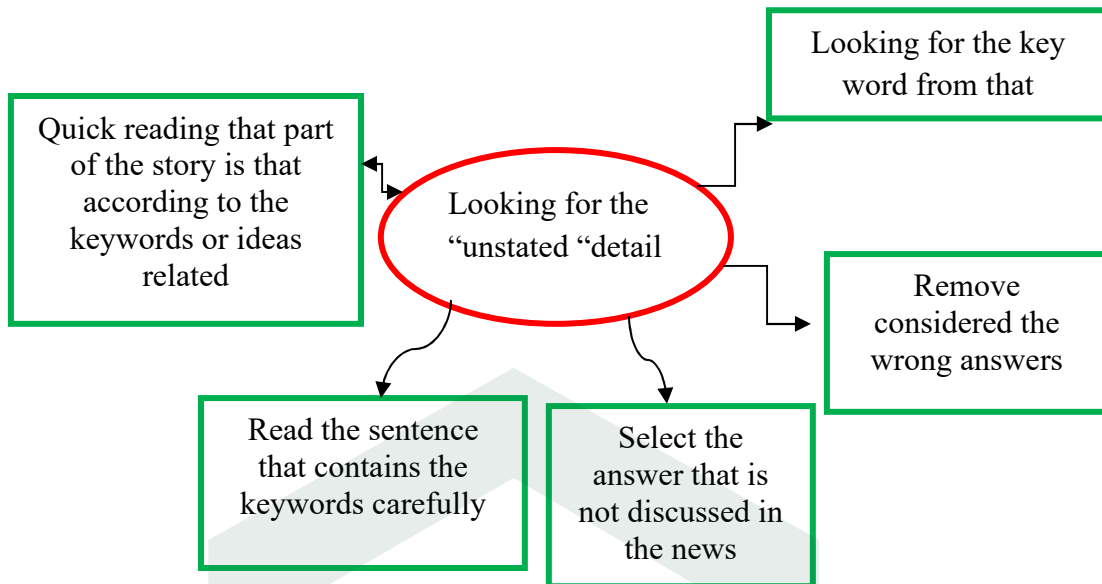 Looking for the key
word from that
Quick reading that part
of the story is that
according to the
keywords or ideas
related
Looking for the
“unstated “detail
Remove
considered the
wrong answers
Read the sentence
that contains the
keywords carefully
Select the
answer that is
not discussed in
the news